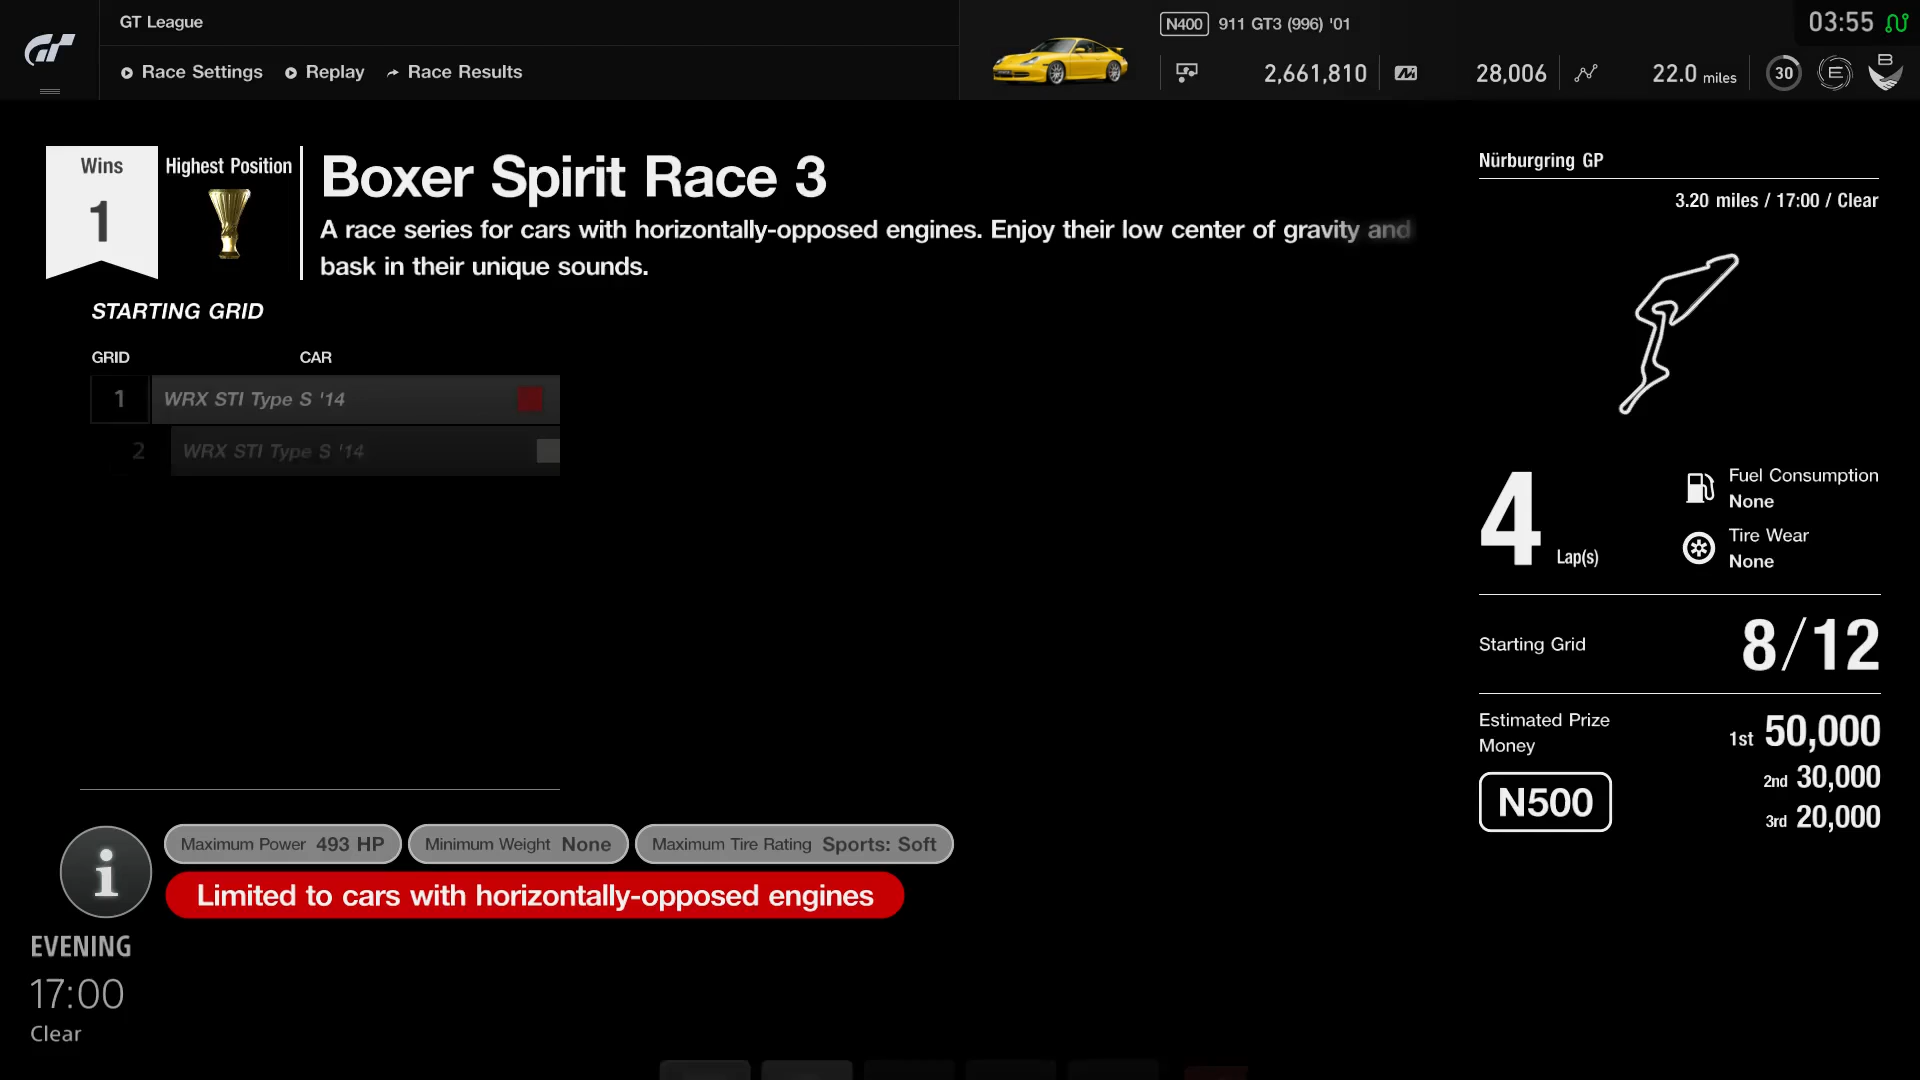 GT League
Race Settings
Replay
Race Results
N400 911 GT3 (996) '01
2,661,810
28,006
22.0 miles
30
E
B
03:55
Wins
1
Highest Position
Boxer Spirit Race 3
A race series for cars with horizontally-opposed engines. Enjoy their low center of gravity and
bask in their unique sounds.
STARTING GRID
GRID CAR
1 WRX STI Type S '14
2 WRX STI Type S '14
Nürburgring GP
3.20 miles / 17:00 / Clear
4 Lap(s)
Fuel Consumption
None
Tire Wear
None
Starting Grid 8/12
Estimated Prize
Money
N500
1st 50,000
2nd 30,000
3rd 20,000
Maximum Power 493 HP
Minimum Weight None
Maximum Tire Rating Sports: Soft
Limited to cars with horizontally-opposed engines
EVENING
17:00
Clear